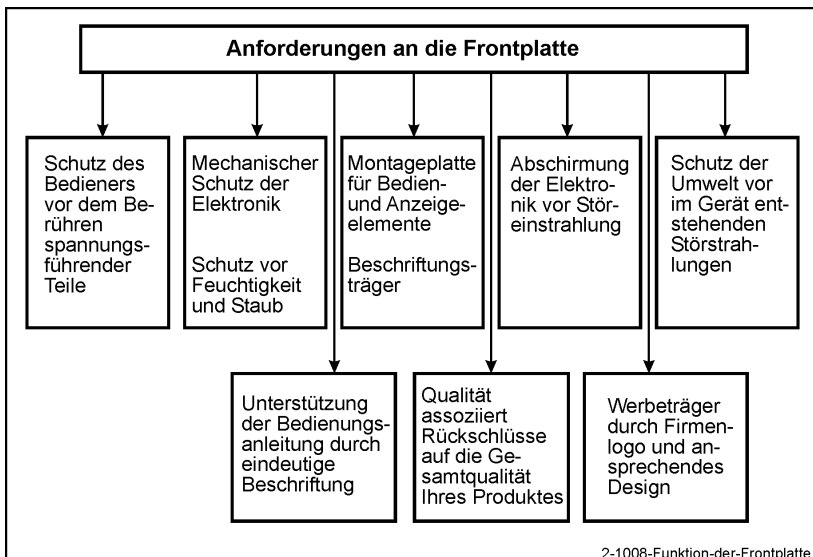 Anforderungen an die Frontplatte
Schutz des
Bedieners
vor dem Be-
rühren
spannungs-
führender
Teile
Mechanischer
Schutz der
Elektronik
Schutz vor
Feuchtigkeit
und Staub
Montageplatte
für Bedien-
und Anzeige-
elemente
Beschriftungs-
träger
Abschirmung
der Elektro-
nik vor Stör-
einstrahlung
Schutz der
Umwelt vor
im Gerät ent-
stehenden
Störstrah-
lungen
Unterstützung
der Bedienungs-
anleitung durch
eindeutige
Beschriftung
Qualität
assoziiert
Rückschlüsse
auf die Ge-
samtqualität
Ihres Produktes
Werbeträger
durch Firmen-
logo und an-
sprechendes
Design
2-1008-Funktion-der-Frontplatte